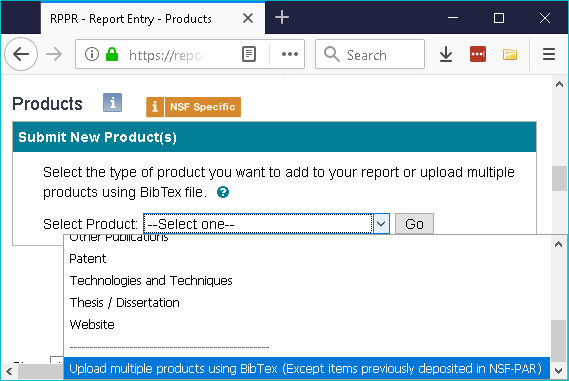 RPPR - Report Entry - Products
https://repo
Search
Products
i
i NSF Specific
Submit New Product(s)
Select the type of product you want to add to your report or upload multiple
products using BibTex file. ?
Select Product: --Select one-- Go
Other Publications
Patent
Technologies and Techniques
Thesis / Dissertation
Website
--------------------------------------------------
Upload multiple products using BibTex (Except items previously deposited in NSF-PAR)